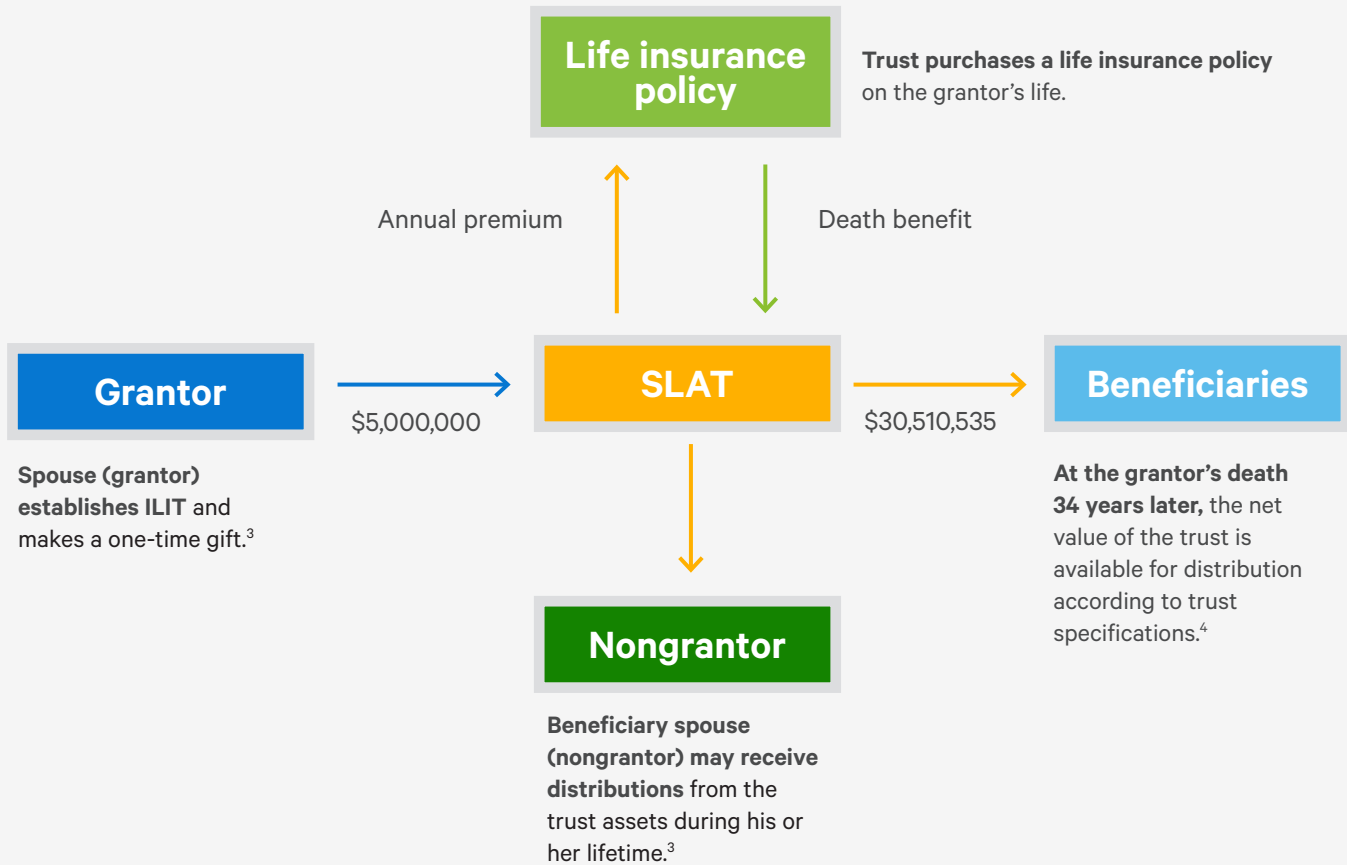 Life insurance
policy
Trust purchases a life insurance policy
on the grantor’s life.
Annual premium
Death benefit
Grantor
$5,000,000
SLAT
$30,510,535
Beneficiaries
Spouse (grantor)
establishes ILIT and
makes a one-time gift.3
At the grantor’s death
34 years later, the net
value of the trust is
available for distribution
according to trust
specifications.4
Nongrantor
Beneficiary spouse
(nongrantor) may receive
distributions from the
trust assets during his or
her lifetime.3